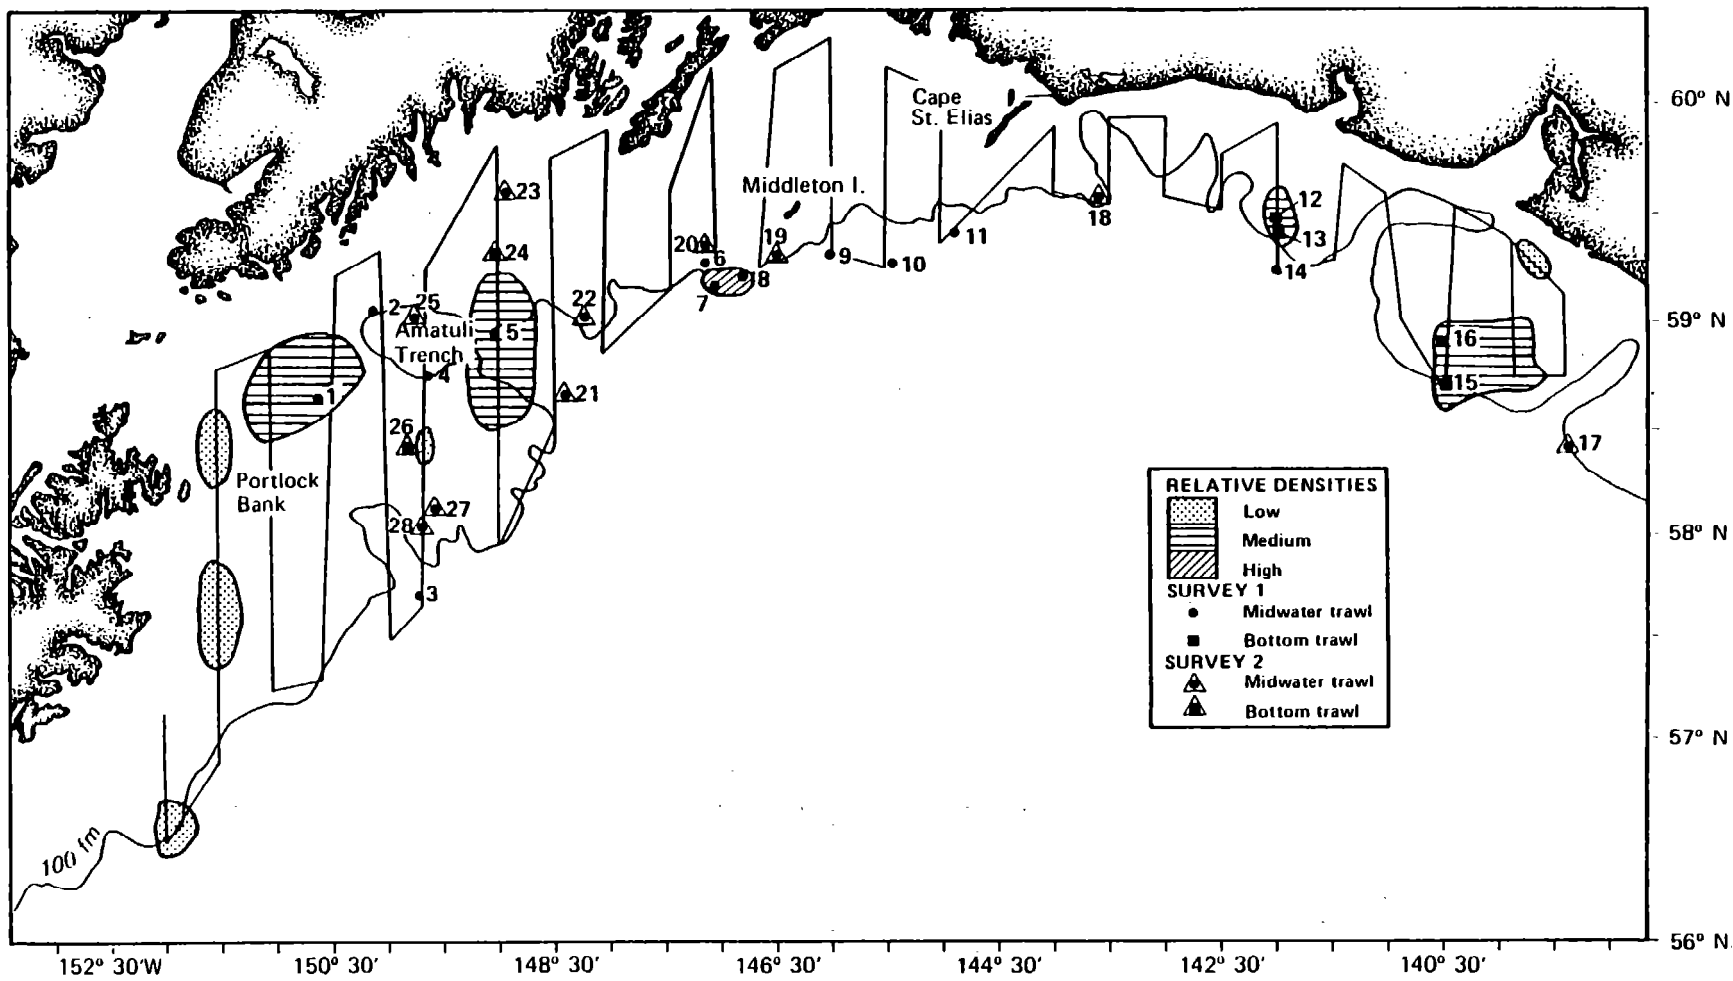 60° N
Cape
St. Elias
Middleton I.
23
12
18
19
20
11
13
24
6
9
10
8
14
7
22
2
25
59° N
Amatuli
Trench
5
16
4
15
1
21
26
17
Portlock
Bank
27
28
58° N
3
RELATIVE DENSITIES
Low
Medium
High
SURVEY 1
Midwater trawl
Bottom trawl
SURVEY 2
Midwater trawl
Bottom trawl
57° N
100 fm
56° N
152° 30'W
150° 30'
148° 30'
146° 30'
144° 30'
142° 30'
140° 30'